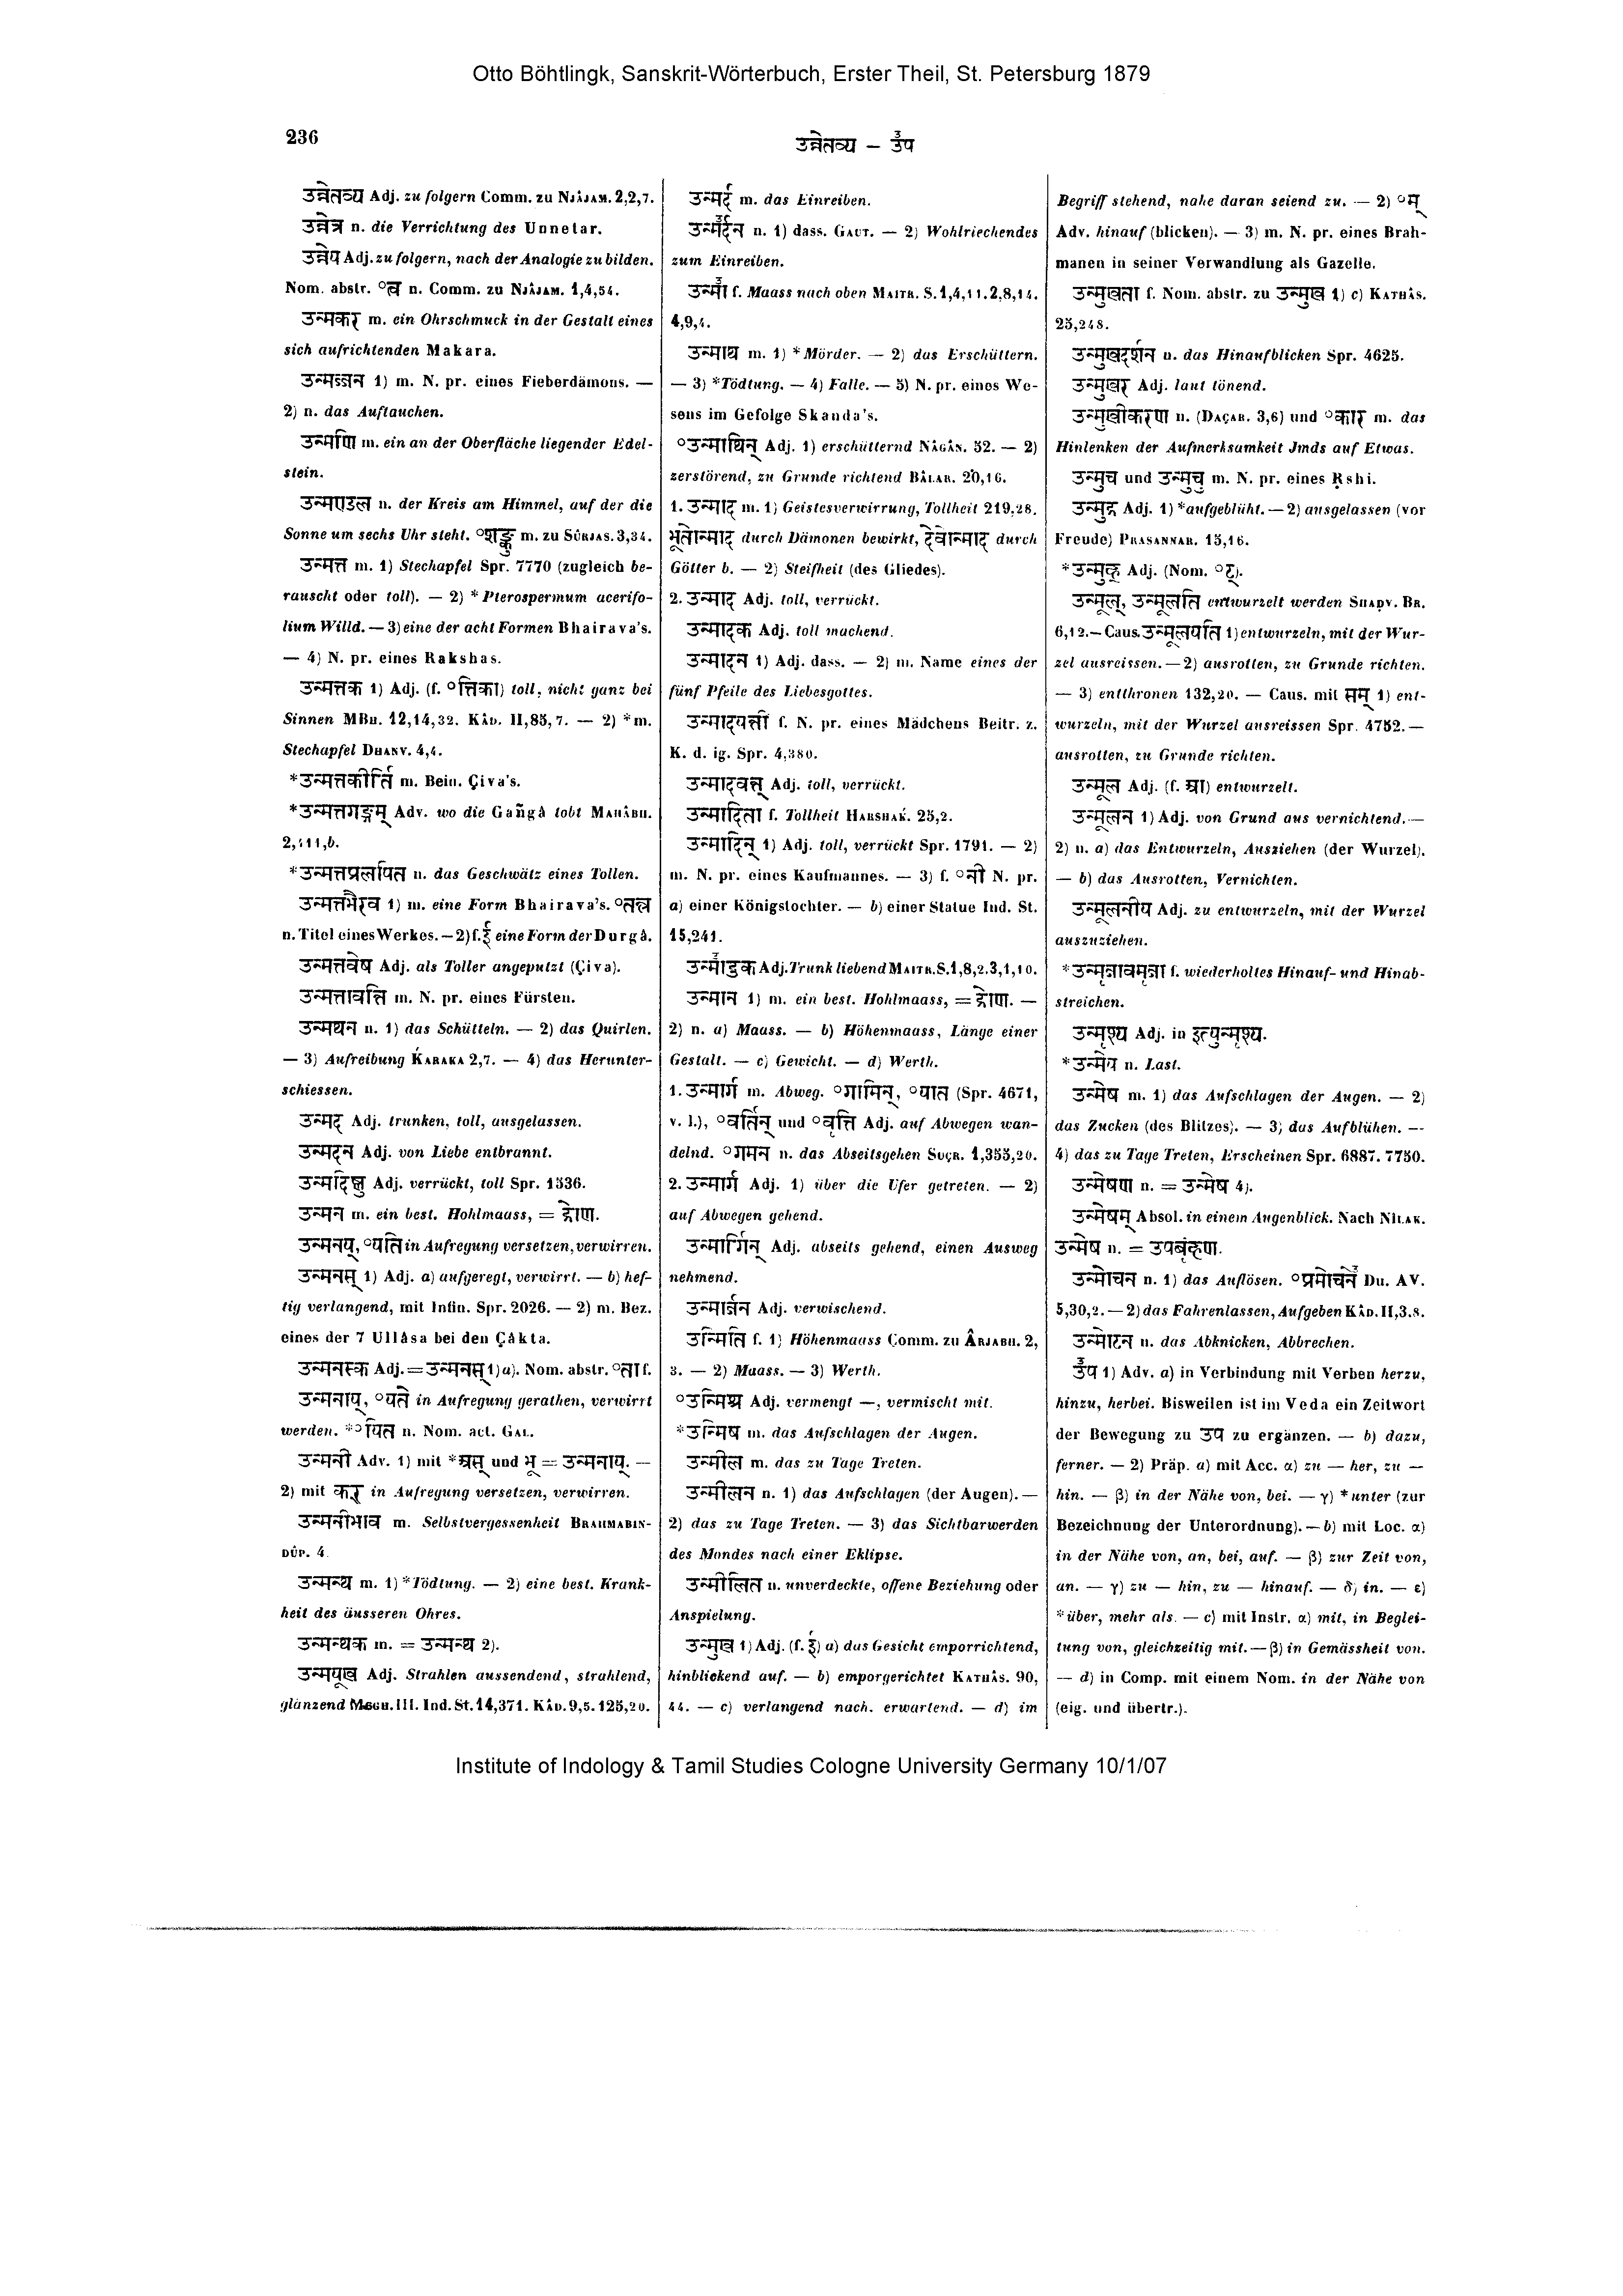 Otto Böhtlingk, Sanskrit-Wörterbuch, Erster Theil, St. Petersburg 1879
236
उन्नेतव्य – उ॑प
उन्नेतव्य Adj. zu folgern Comm. zu Njâjam. 2,2,7.
उन्नेत्र n. die Verrichtung des Unnetar.
उन्नेय Adj. zu folgern, nach der Analogie zu bilden.
Nom. abstr. °त्व n. Comm. zu Njâjam. 1,4,54.
उन्मकर m. ein Ohrschmuck in der Gestalt eines
sich aufrichtenden Makara.
उन्मज्जन 1) m. N. pr. eines Fieberdämons. —
2) n. das Auftauchen.
उन्मणि m. ein an der Oberfläche liegender Edel-
stein.
उन्मण्डल n. der Kreis am Himmel, auf der die
Sonne um sechs Uhr steht. °शङ्कु m. zu Sûrjas. 3,34.
उन्मत्त m. 1) Stechapfel Spr. 7770 (zugleich be-
rauscht oder toll). — 2) *Pterospermum acerifo-
lium Willd. — 3) eine der acht Formen Bhairava's.
— 4) N. pr. eines Rakshas.
उन्मत्तक 1) Adj. (f. °त्तिका) toll, nicht ganz bei
Sinnen MBh. 12,14,32. Kâd. II,85,7. — 2) *m.
Stechapfel Dhanv. 4,4.
*उन्मत्तकीर्ति m. Bein. Çiva's.
*उन्मत्तगङ्गम् Adv. wo die Gañgâ tobt Mahâbh.
2,111,b.
*उन्मत्तप्रलपित n. das Geschwätz eines Tollen.
उन्मत्तभैरव 1) m. eine Form Bhairava's. °तन्त्र
n. Titel eines Werkes. — 2) f. ई eine Form der Durgâ.
उन्मत्तवेष Adj. als Toller angeputzt (Çiva).
उन्मत्तावन्ति m. N. pr. eines Fürsten.
उन्मथन n. 1) das Schütteln. — 2) das Quirlen.
— 3) Aufreibung Karaka 2,7. — 4) das Herunter-
schiessen.
उन्मद Adj. trunken, toll, ausgelassen.
उन्मदन Adj. von Liebe entbrannt.
उन्मदिष्णु Adj. verrückt, toll Spr. 1336.
उन्मन m. ein best. Hohlmaass, = द्रोण.
उन्मनय्, °यति in Aufregung versetzen, verwirren.
उन्मनस् 1) Adj. a) aufgeregt, verwirrt. — b) hef-
tig verlangend, mit Infin. Spr. 2026. — 2) m. Bez.
eines der 7 Ullâsa bei den Çâkta.
उन्मनस्क Adj. = उन्मनस् 1) a). Nom. abstr. °ता f.
उन्मनाय्, °यते in Aufregung gerathen, verwirrt
werden. *°यित n. Nom. act. Gal.
उन्मनी Adv. 1) mit *अस् und भू = उन्मनाय्. —
2) mit कर् in Aufregung versetzen, verwirren.
उन्मनीभाव m. Selbstvergessenheit Brahmabin-
dûp. 4
उन्मन्थ m. 1) *Tödtung. — 2) eine best. Krank-
heit des äusseren Ohres.
उन्मन्थक m. = उन्मन्थ 2).
उन्मयूख Adj. Strahlen aussendend, strahlend,
glänzend Megh. III. Ind. St. 14,371. Kâd. 9,5. 125,20.
उन्मर्द m. das Einreiben.
उन्म॑र्दन n. 1) dass. Gaut. — 2) Wohlriechendes
zum Einreiben.
उन्मा॑ f. Maass nach oben Maitr. S. 1,4,11. 2,8,14.
4,9,4.
उन्माथ m. 1) *Mörder. — 2) das Erschüttern.
— 3) *Tödtung. — 4) Falle. — 5) N. pr. eines We-
sens im Gefolge Skanda's.
°उन्माथिन् Adj. 1) erschütternd Nâgân. 52. — 2)
zerstörend, zu Grunde richtend Bâlar. 20,16.
1. उन्माद m. 1) Geistesverwirrung, Tollheit 219,28.
भूतोन्माद durch Dämonen bewirkt, देवोन्माद durch
Götter b. — 2) Steifheit (des Gliedes).
2. उन्माद Adj. toll, verrückt.
उन्मादक Adj. toll machend.
उन्मादन 1) Adj. dass. — 2) m. Name eines der
fünf Pfeile des Liebesgottes.
उन्मादयन्ती f. N. pr. eines Mädchens Beitr. z.
K. d. ig. Spr. 4,380.
उन्मादवत् Adj. toll, verrückt.
उन्मादिता f. Tollheit Harshak. 25,2.
उन्मादिन् 1) Adj. toll, verrückt Spr. 1791. — 2)
m. N. pr. eines Kaufmannes. — 3) f. °नी N. pr.
a) einer Königstochter. — b) einer Statue Ind. St.
15,241.
उन्मा॑डुक Adj. Trunk liebend Maitr. S. 1,8,2. 3,1,10.
उन्मान 1) m. ein best. Hohlmaass, = द्रोण. —
2) n. a) Maass. — b) Höhenmaass, Länge einer
Gestalt. — c) Gewicht. — d) Werth.
1. उन्मार्ग m. Abweg. °गामिन्, °यात (Spr. 4671,
v. l.), °वर्तिन् und °वृत्ति Adj. auf Abwegen wan-
delnd. °गमन n. das Abseitsgehen Suçr. 1,355,20.
2. उन्मार्ग Adj. 1) über die Ufer getreten. — 2)
auf Abwegen gehend.
उन्मार्गिन् Adj. abseits gehend, einen Ausweg
nehmend.
उन्मार्जन Adj. verwischend.
उन्मिति f. 1) Höhenmaass Comm. zu Ârjabh. 2,
3. — 2) Maass. — 3) Werth.
°उन्मिश्र Adj. vermengt —, vermischt mit.
*उन्मिष m. das Aufschlagen der Augen.
उन्मील m. das zu Tage Treten.
उन्मीलन n. 1) das Aufschlagen (der Augen). —
2) das zu Tage Treten. — 3) das Sichtbarwerden
des Mondes nach einer Eklipse.
उन्मीलित n. unverdeckte, offene Beziehung oder
Anspielung.
उन्मुख 1) Adj. (f. ई) a) das Gesicht emporrichtend,
hinblickend auf. — b) emporgerichtet Kathâs. 90,
44. — c) verlangend nach, erwartend. — d) im
Begriff stehend, nahe daran seiend zu. — 2) °म्
Adv. hinauf (blicken). — 3) m. N. pr. eines Brah-
manen in seiner Verwandlung als Gazelle.
उन्मुखता f. Nom. abstr. zu उन्मुख 1) c) Kathâs.
25,248.
उन्मुखदर्शन n. das Hinaufblicken Spr. 4625.
उन्मुखर Adj. laut tönend.
उन्मुखीकरण n. (Daçar. 3,6) und °कार m. das
Hinlenken der Aufmerksamkeit Jmds auf Etwas.
उन्मुच und उन्मुचु m. N. pr. eines Ṛshi.
उन्मुद्र Adj. 1) *aufgeblüht. — 2) ausgelassen (vor
Freude) Prasannar. 15,16.
*उन्मुह् Adj. (Nom. °ट्).
उन्मूल्, उन्मूलति entwurzelt werden Shaḍv. Br.
6,12. — Caus. उन्मूलयति 1) entwurzeln, mit der Wur-
zel ausreissen. — 2) ausrotten, zu Grunde richten.
— 3) entthronen 132,20. — Caus. mit सम् 1) ent-
wurzeln, mit der Wurzel ausreissen Spr. 4752. —
ausrotten, zu Grunde richten.
उन्मूल Adj. (f. आ) entwurzelt.
उन्मूलन 1) Adj. von Grund aus vernichtend. —
2) n. a) das Entwurzeln, Ausziehen (der Wurzel).
— b) das Ausrotten, Vernichten.
उन्मूलनीय Adj. zu entwurzeln, mit der Wurzel
auszuziehen.
*उन्मृजावमृजा f. wiederholtes Hinauf- und Hinab-
streichen.
उन्मृश्य Adj. in इत्युन्मृश्य.
*उन्मेय n. Last.
उन्मेष m. 1) das Aufschlagen der Augen. — 2)
das Zucken (des Blitzes). — 3) das Aufblühen. —
4) das zu Tage Treten, Erscheinen Spr. 6887. 7750.
उन्मेषण n. = उन्मेष 4).
उन्मेषम् Absol. in einem Augenblick. Nach Nîlak.
उन्मेष n. = उपबृंहण.
उन्मोचन n. 1) das Auflösen. °प्रमोचने॑ Du. AV.
5,30,2. — 2) das Fahrenlassen, Aufgeben Kâd. II,3,8.
उन्मोटन n. das Abknicken, Abbrechen.
उ॑प 1) Adv. a) in Verbindung mit Verben herzu,
hinzu, herbei. Bisweilen ist im Veda ein Zeitwort
der Bewegung zu उप zu ergänzen. — b) dazu,
ferner. — 2) Präp. a) mit Acc. α) zu — her, zu —
hin. — β) in der Nähe von, bei. — γ) *unter (zur
Bezeichnung der Unterordnung). — b) mit Loc. α)
in der Nähe von, an, bei, auf. — β) zur Zeit von,
an. — γ) zu — hin, zu — hinauf. — δ) in. — ε)
*über, mehr als. — c) mit Instr. α) mit, in Beglei-
tung von, gleichzeitig mit. — β) in Gemässheit von.
— d) in Comp. mit einem Nom. in der Nähe von
(eig. und übertr.).
Institute of Indology & Tamil Studies Cologne University Germany 10/1/07